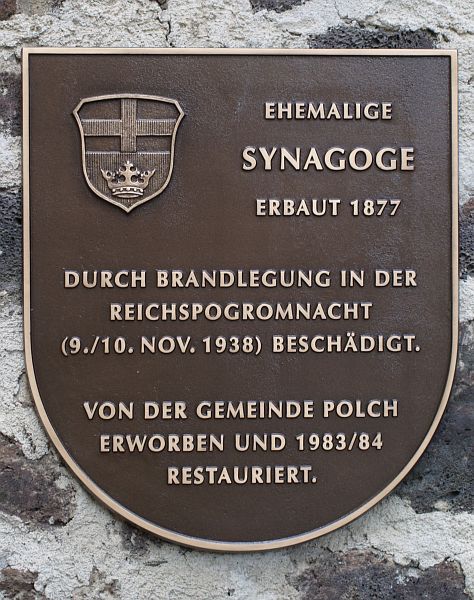 EHEMALIGE
SYNAGOGE
ERBAUT 1877
DURCH BRANDLEGUNG IN DER
REICHSPOGROMNACHT
(9./10. NOV. 1938) BESCHÄDIGT.
VON DER GEMEINDE POLCH
ERWORBEN UND 1983/84
RESTAURIERT.